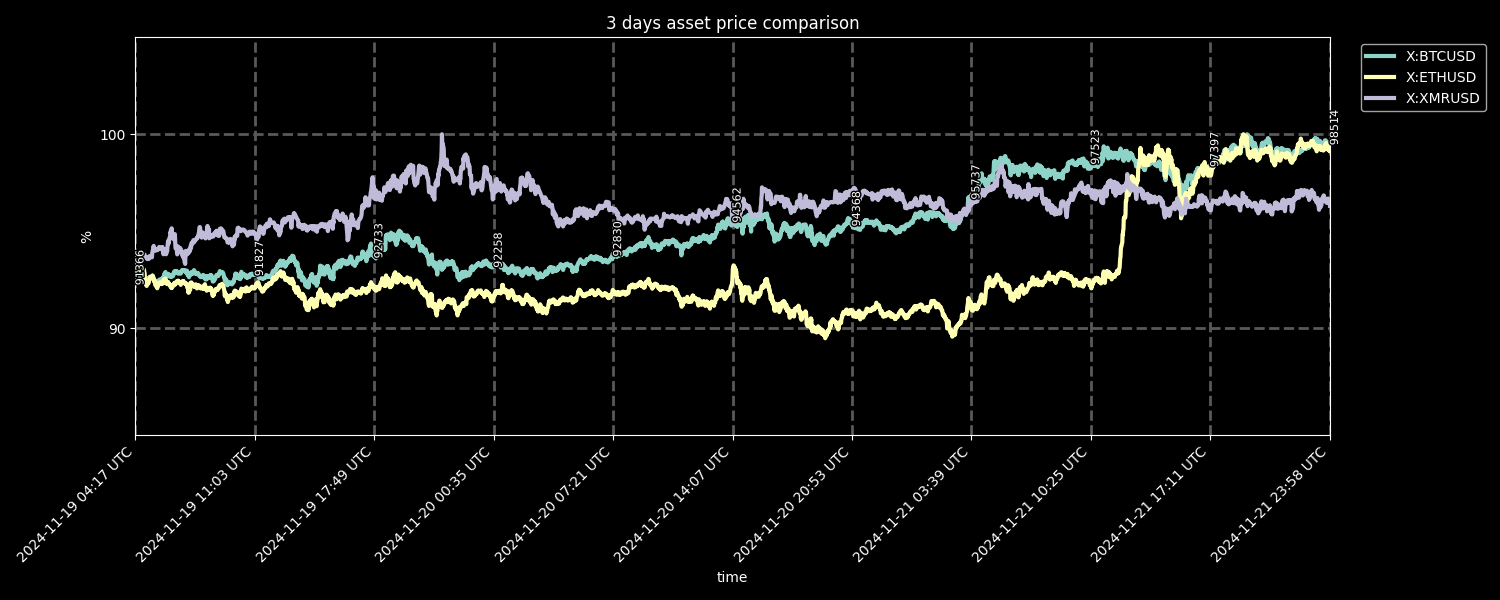 3 days asset price comparison
X:BTCUSD
X:ETHUSD
X:XMRUSD
100
90
%
91366
91827
92733
92258
92830
94562
94368
95737
97523
97397
98514
2024-11-19 04:17 UTC
2024-11-19 11:03 UTC
2024-11-19 17:49 UTC
2024-11-20 00:35 UTC
2024-11-20 07:21 UTC
2024-11-20 14:07 UTC
2024-11-20 20:53 UTC
2024-11-21 03:39 UTC
2024-11-21 10:25 UTC
2024-11-21 17:11 UTC
2024-11-21 23:58 UTC
time